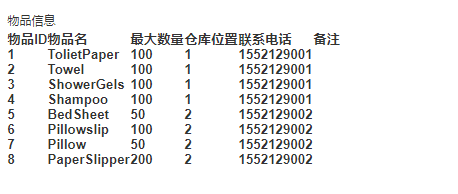 物品信息
物品ID物品名 最大数量仓库位置联系电话 备注
1 TolietPaper 100 1 1552129001
2 Towel 100 1 1552129001
3 ShowerGels 100 1 1552129001
4 Shampoo 100 1 1552129001
5 BedSheet 50 2 1552129002
6 Pillowslip 100 2 1552129002
7 Pillow 50 2 1552129002
8 PaperSlipper200 2 1552129002